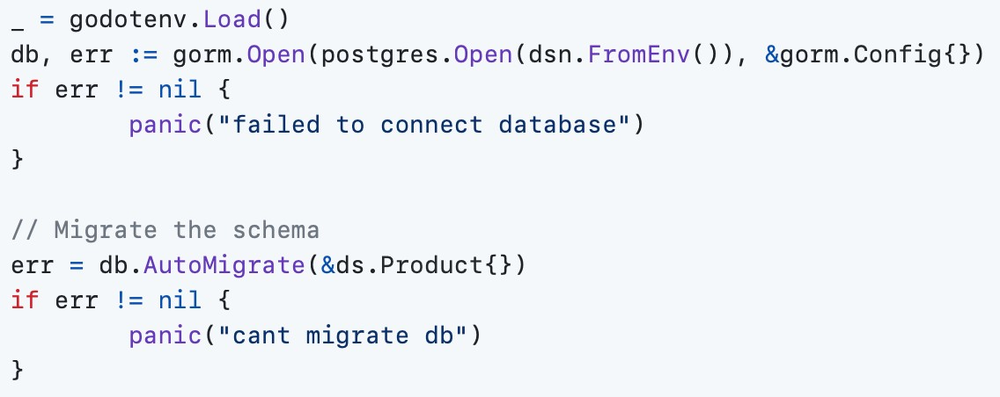 _ = godotenv.Load()
db, err := gorm.Open(postgres.Open(dsn.FromEnv()), &gorm.Config{})
if err != nil {
        panic("failed to connect database")
}

// Migrate the schema
err = db.AutoMigrate(&ds.Product{})
if err != nil {
        panic("cant migrate db")
}